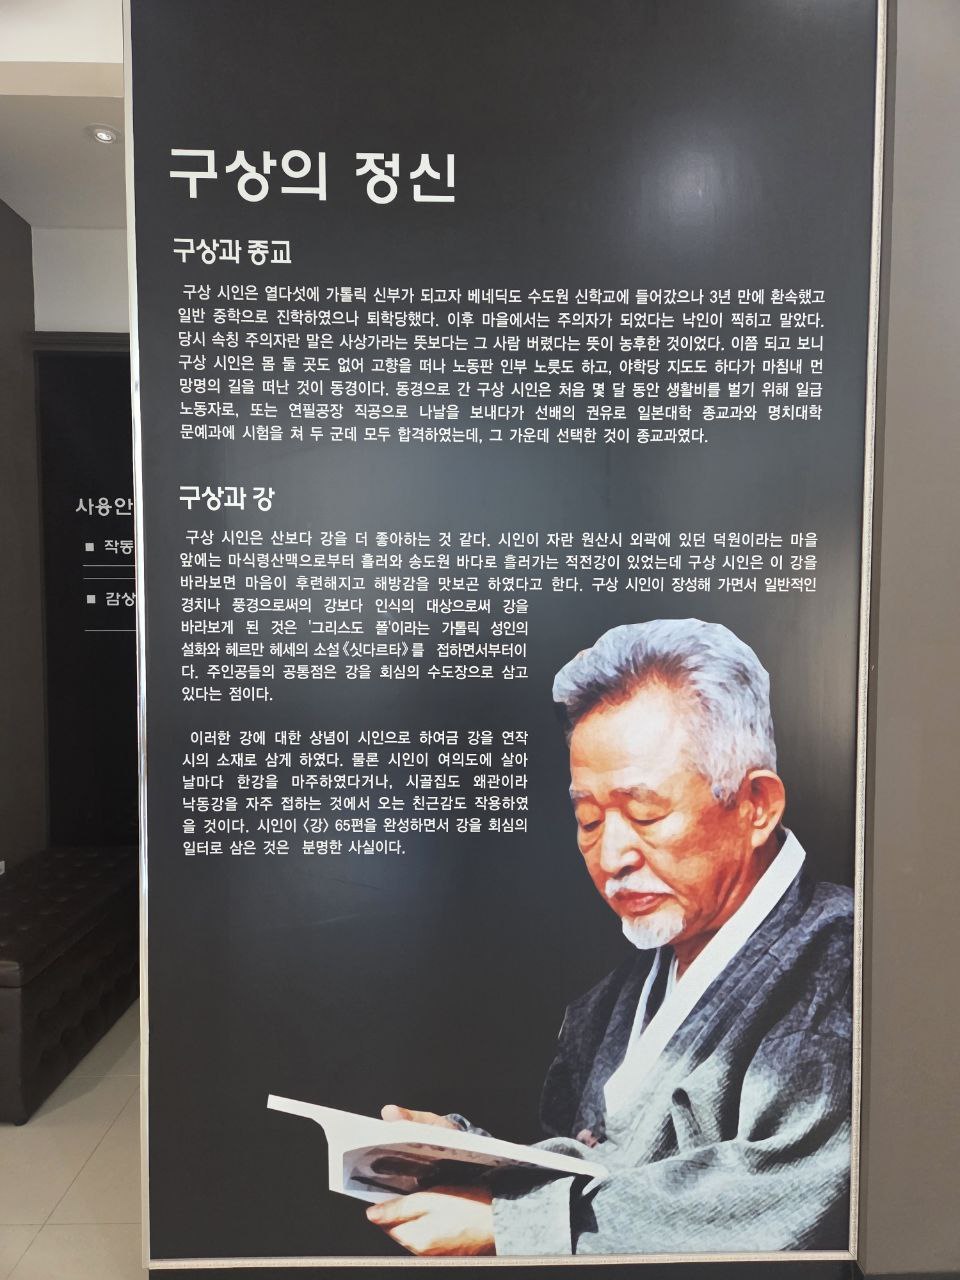 구상의 정신
구상과 종교
구상 시인은 열다섯에 가톨릭 신부가 되고자 베네딕도 수도원 신학교에 들어갔으나 3년 만에 환속했고
일반 중학으로 진학하였으나 퇴학당했다. 이후 마을에서는 주의자가 되었다는 낙인이 찍히고 말았다.
당시 속칭 주의자란 말은 사상가라는 뜻보다는 그 사람 버렸다는 뜻이 농후한 것이었다. 이쯤 되고 보니
구상 시인은 몸 둘 곳도 없어 고향을 떠나 노동판 인부 노릇도 하고, 야학당 지도도 하다가 마침내 먼
망명의 길을 떠난 것이 동경이다. 동경으로 간 구상 시인은 처음 몇 달 동안 생활비를 벌기 위해 일급
노동자로, 또는 연필공장 직공으로 나날을 보내다가 선배의 권유로 일본대학 종교과와 명치대학
문예과에 시험을 쳐 두 군데 모두 합격하였는데, 그 가운데 선택한 것이 종교과였다.
구상과 강
구상 시인은 산보다 강을 더 좋아하는 것 같다. 시인이 자란 원산시 외곽에 있던 덕원이라는 마을
앞에는 마식령산맥으로부터 흘러와 송도원 바다로 흘러가는 적전강이 있었는데 구상 시인은 이 강을
바라보면 마음이 후련해지고 해방감을 맛보곤 하였다고 한다. 구상 시인이 장성해 가면서 일반적인
경치나 풍경으로써의 강보다 인식의 대상으로써 강을
바라보게 된 것은 '그리스도 폴'이라는 가톨릭 성인의
설화와 헤르만 헤세의 소설《싯다르타》를 접하면서부터이
다. 주인공들의 공통점은 강을 회심의 수도장으로 삼고
있다는 점이다.
이러한 강에 대한 상념이 시인으로 하여금 강을 연작
시의 소재로 삼게 하였다. 물론 시인이 여의도에 살아
날마다 한강을 마주하였다거나, 시골집도 왜관이라
낙동강을 자주 접하는 것에서 오는 친근감도 작용하였
을 것이다. 시인이 〈강〉 65편을 완성하면서 강을 회심의
일터로 삼은 것은 분명한 사실이다.
사용안
■ 작동
■ 감상